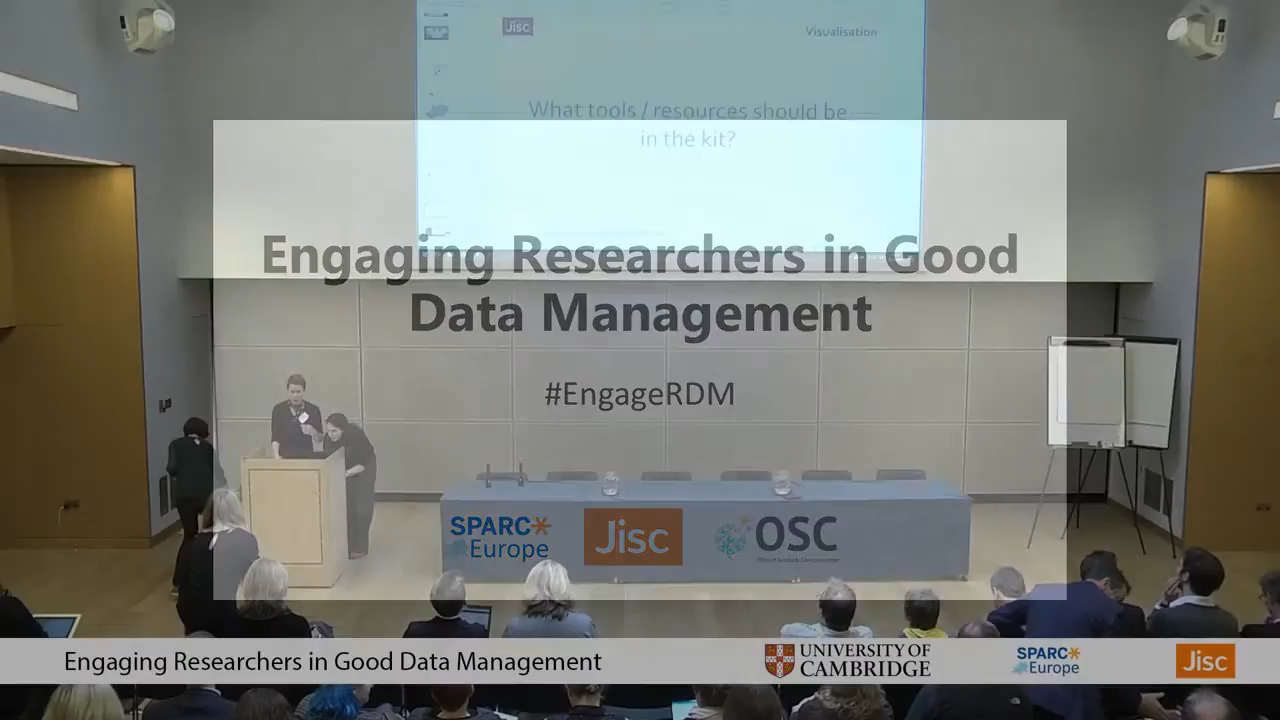 Jisc
Visualisation
What tools / resources should be
in the kit?
Engaging Researchers in Good
Data Management
#EngageRDM
SPARC*
Europe
Jisc
OSC
Engaging Researchers in Good Data Management
UNIVERSITY OF
CAMBRIDGE
SPARC*
Europe
Jisc